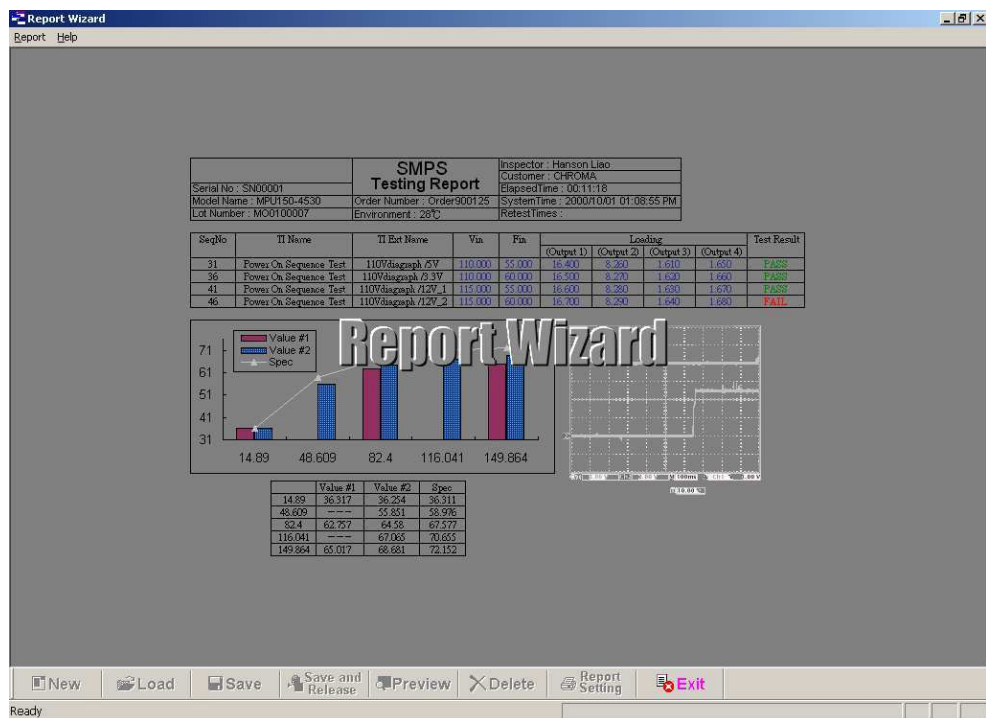 Report Wizard
Report Help
SMPS
Testing Report
Serial No : SN00001
Model Name : MPU150-4530
Lot Number : MO0100007
Order Number : Order900125
Environment : 28℃
Inspector : Hanson Liao
Customer : CHROMA
ElapsedTime : 00:11:18
SystemTime : 2000/10/01 01:08:55 PM
RetestTimes :
SeqNo TI Name TI Ext Name Vin Pin Loading Test Result
(Output 1) (Output 2) (Output 3) (Output 4)
31 Power On Sequence Test 110Vdiagraph /5V 110.000 55.000 16.400 8.260 1.610 1.650 PASS
36 Power On Sequence Test 110Vdiagraph /3.3V 110.000 60.000 16.500 8.270 1.620 1.660 PASS
41 Power On Sequence Test 110Vdiagraph /12V_1 115.000 55.000 16.600 8.280 1.630 1.670 PASS
46 Power On Sequence Test 110Vdiagraph /12V_2 115.000 60.000 16.700 8.290 1.640 1.680 FAIL
Report Wizard
Value #1
Value #2
Spec
71
61
51
41
31
14.89 48.609 82.4 116.041 149.864
Value #1 Value #2 Spec
14.89 36.317 36.254 36.311
48.609 --- 55.851 58.976
82.4 62.757 64.58 67.577
116.041 --- 67.065 70.655
149.864 65.017 68.681 72.152
New Load Save Save and Release Preview Delete Report Setting Exit
Ready